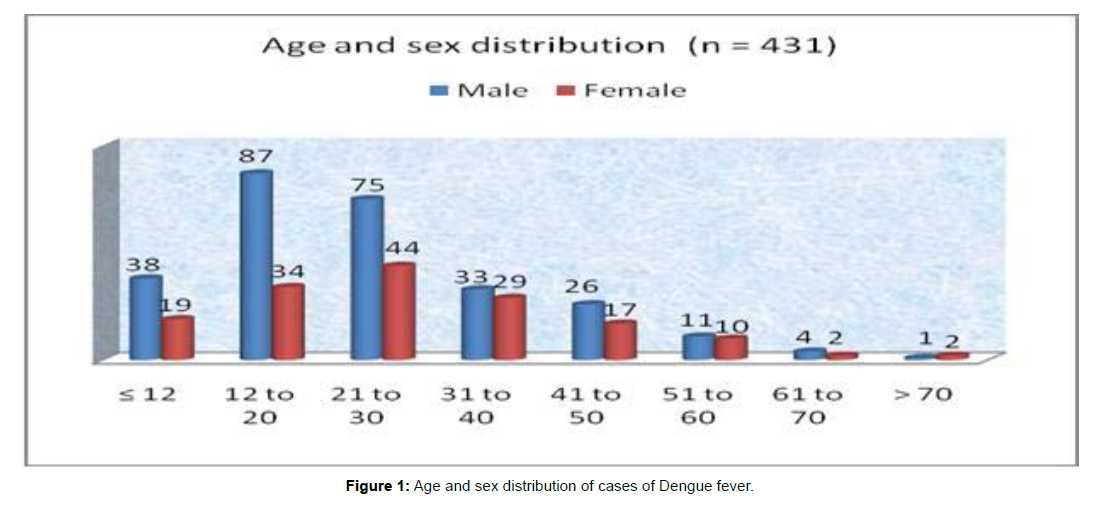 Age and sex distribution (n = 431)
Male Female
87
75
44
38
34
33 29
26
19
17
11 10
4 2
1 2
≤ 12 12 to 21 to 31 to 41 to 51 to 61 to > 70
20 30 40 50 60 70
Figure 1: Age and sex distribution of cases of Dengue fever.